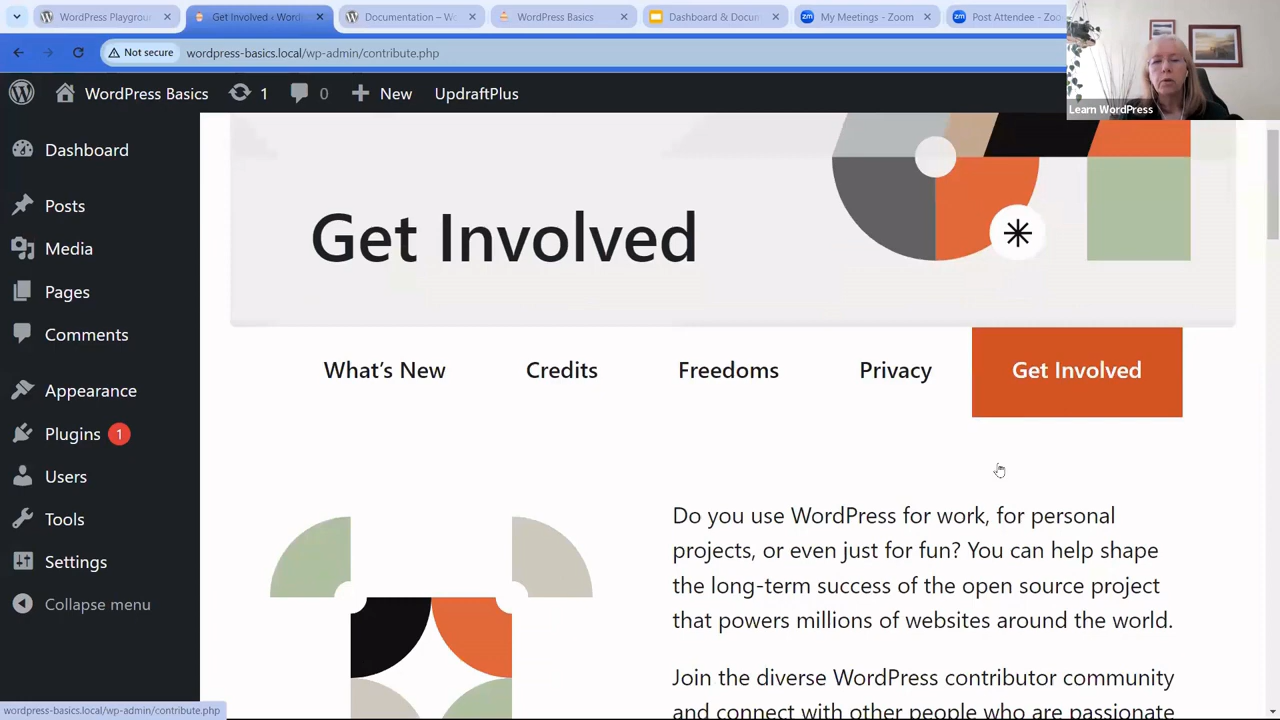 WordPress Playgroun
Get Involved ‹ Word
Documentation – Wo
WordPress Basics
Dashboard & Docum
My Meetings - Zoom
Post Attendee - Zoo
Not secure
wordpress-basics.local/wp-admin/contribute.php
Learn WordPress
WordPress Basics
1
0
New
UpdraftPlus
Dashboard
Posts
Media
Pages
Comments
Appearance
Plugins 1
Users
Tools
Settings
Collapse menu
Get Involved
What's New
Credits
Freedoms
Privacy
Get Involved
Do you use WordPress for work, for personal
projects, or even just for fun? You can help shape
the long-term success of the open source project
that powers millions of websites around the world.
Join the diverse WordPress contributor community
and connect with other people who are passionate
wordpress-basics.local/wp-admin/contribute.php